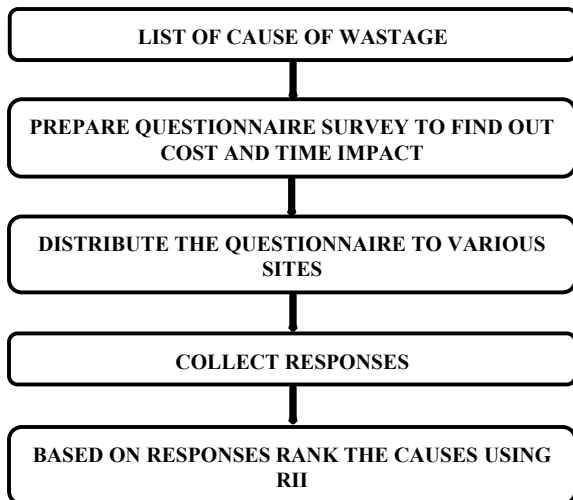 LIST OF CAUSE OF WASTAGE
PREPARE QUESTIONNAIRE SURVEY TO FIND OUT
COST AND TIME IMPACT
DISTRIBUTE THE QUESTIONNAIRE TO VARIOUS
SITES
COLLECT RESPONSES
BASED ON RESPONSES RANK THE CAUSES USING
RII